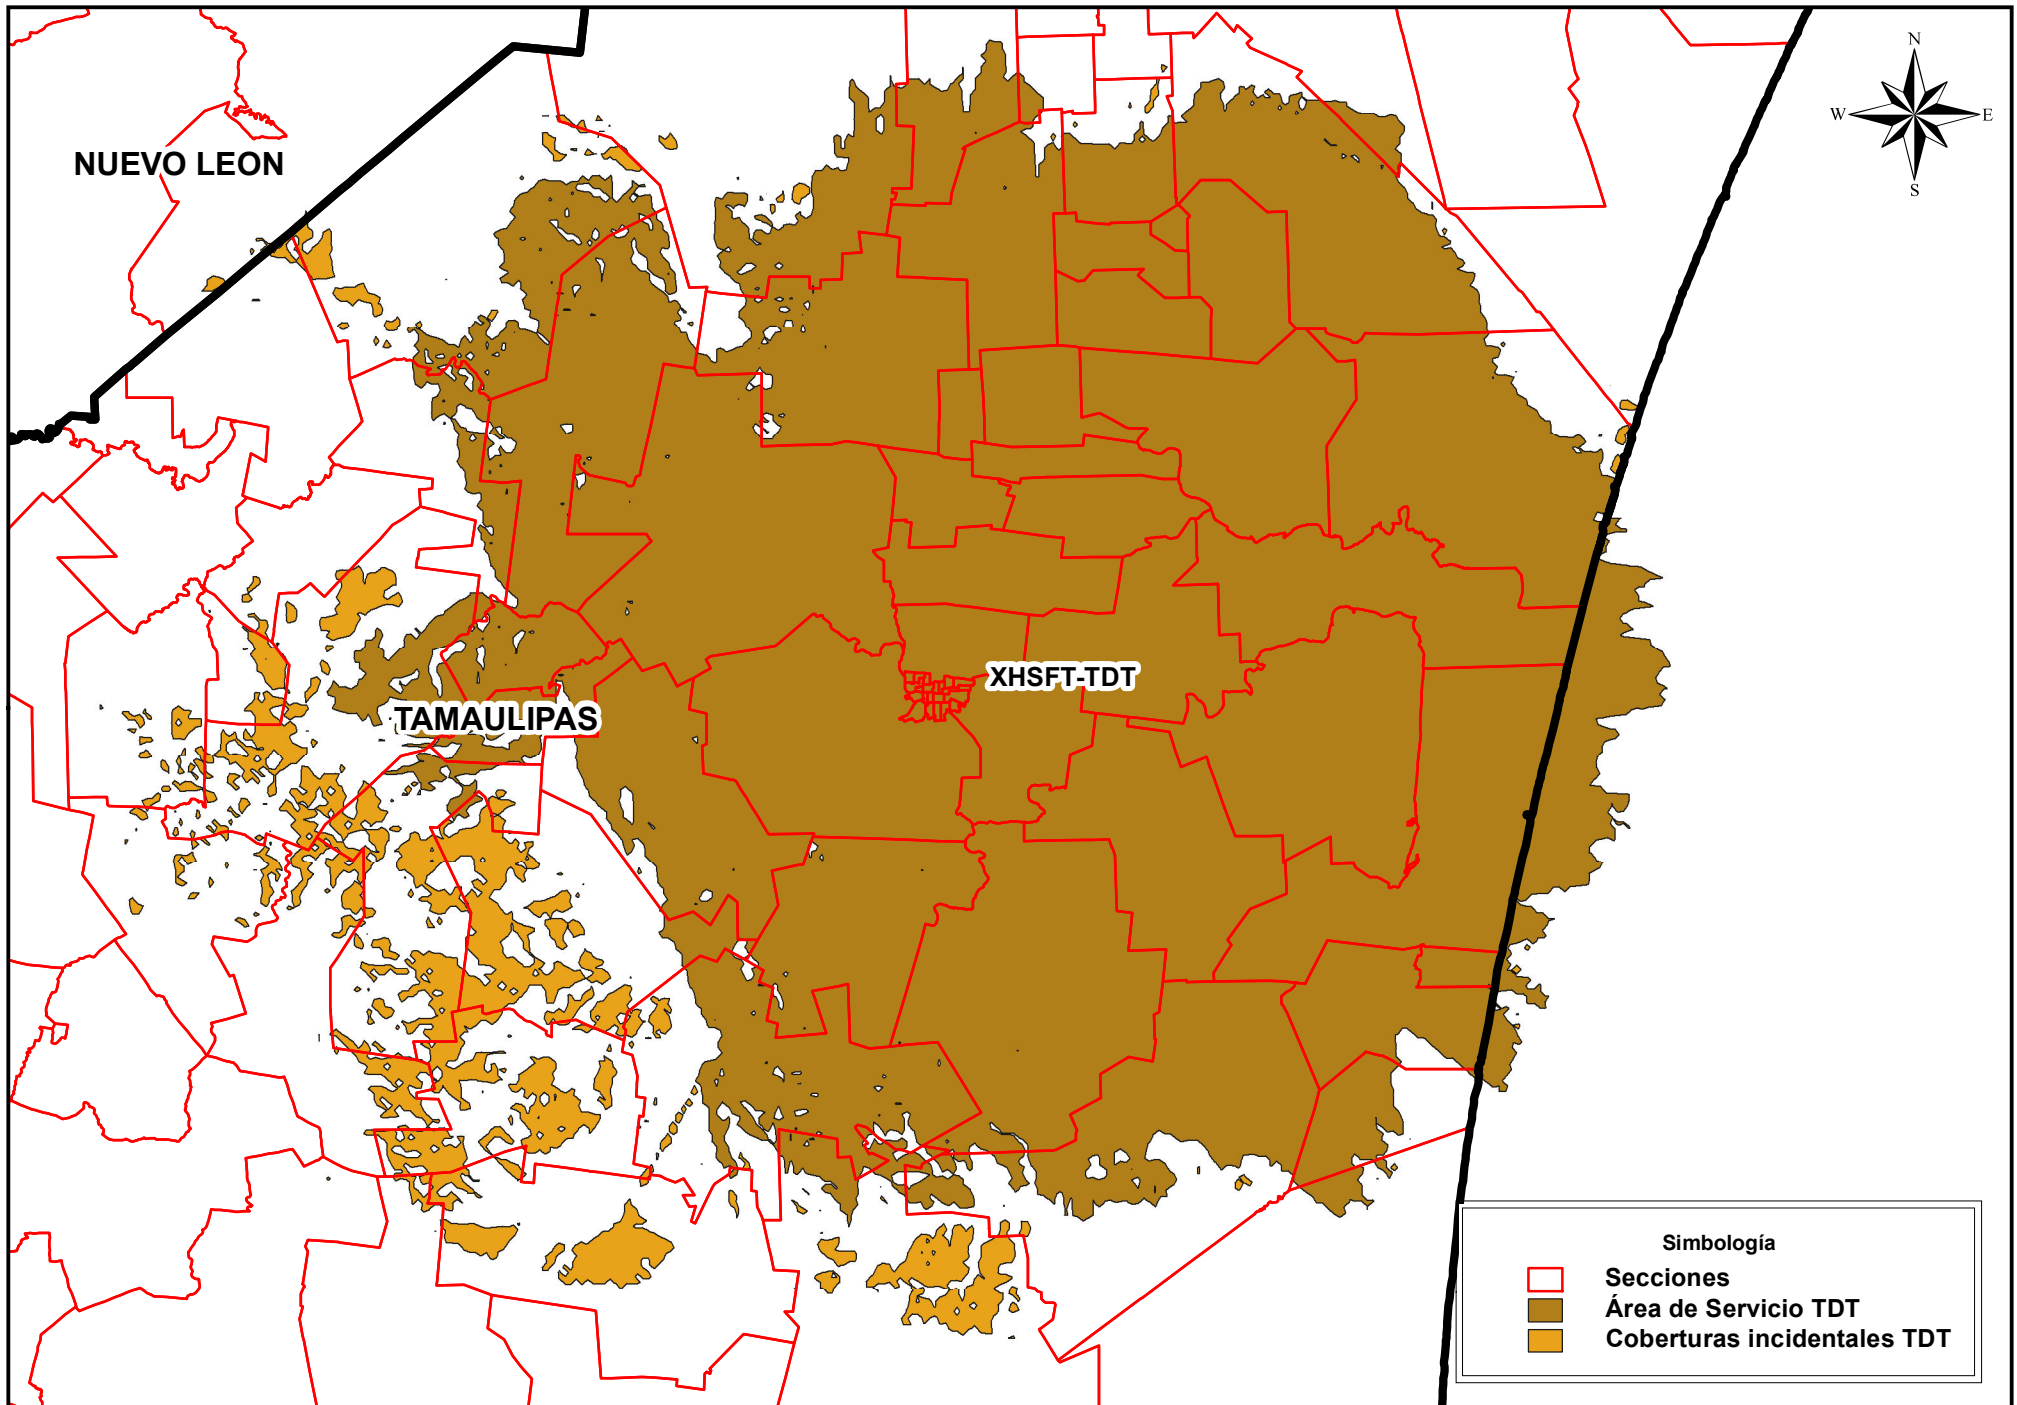 N
W E
S
NUEVO LEON
XHSFT-TDT
TAMAULIPAS
Simbología
Secciones
Área de Servicio TDT
Coberturas incidentales TDT